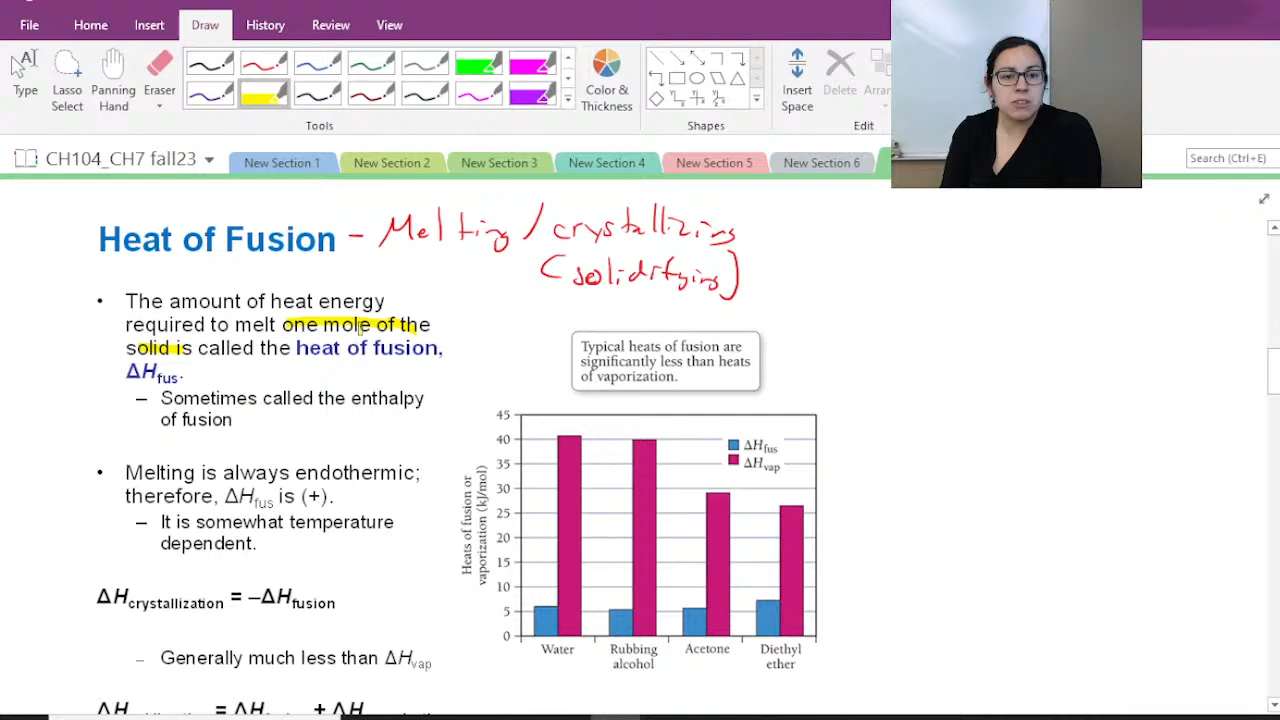 File Home Insert Draw History Review View
Type
Lasso Select
Panning Hand
Eraser
Color & Thickness
Insert Space
Delete
Tools
Shapes
Edit
CH104_CH7 fall23
New Section 1 New Section 2 New Section 3 New Section 4 New Section 5 New Section 6
Search (Ctrl+E)
Heat of Fusion - Melting / crystallizing
(solidifying)
• The amount of heat energy
required to melt one mole of the
solid is called the heat of fusion,
ΔHfus.
– Sometimes called the enthalpy
of fusion
• Melting is always endothermic;
therefore, ΔHfus is (+).
– It is somewhat temperature
dependent.
ΔHcrystallization = –ΔHfusion
– Generally much less than ΔHvap
Typical heats of fusion are
significantly less than heats
of vaporization.
Heats of fusion or
vaporization (kJ/mol)
45
40
35
30
25
20
15
10
5
0
ΔHfus
ΔHvap
Water
Rubbing alcohol
Acetone
Diethyl ether